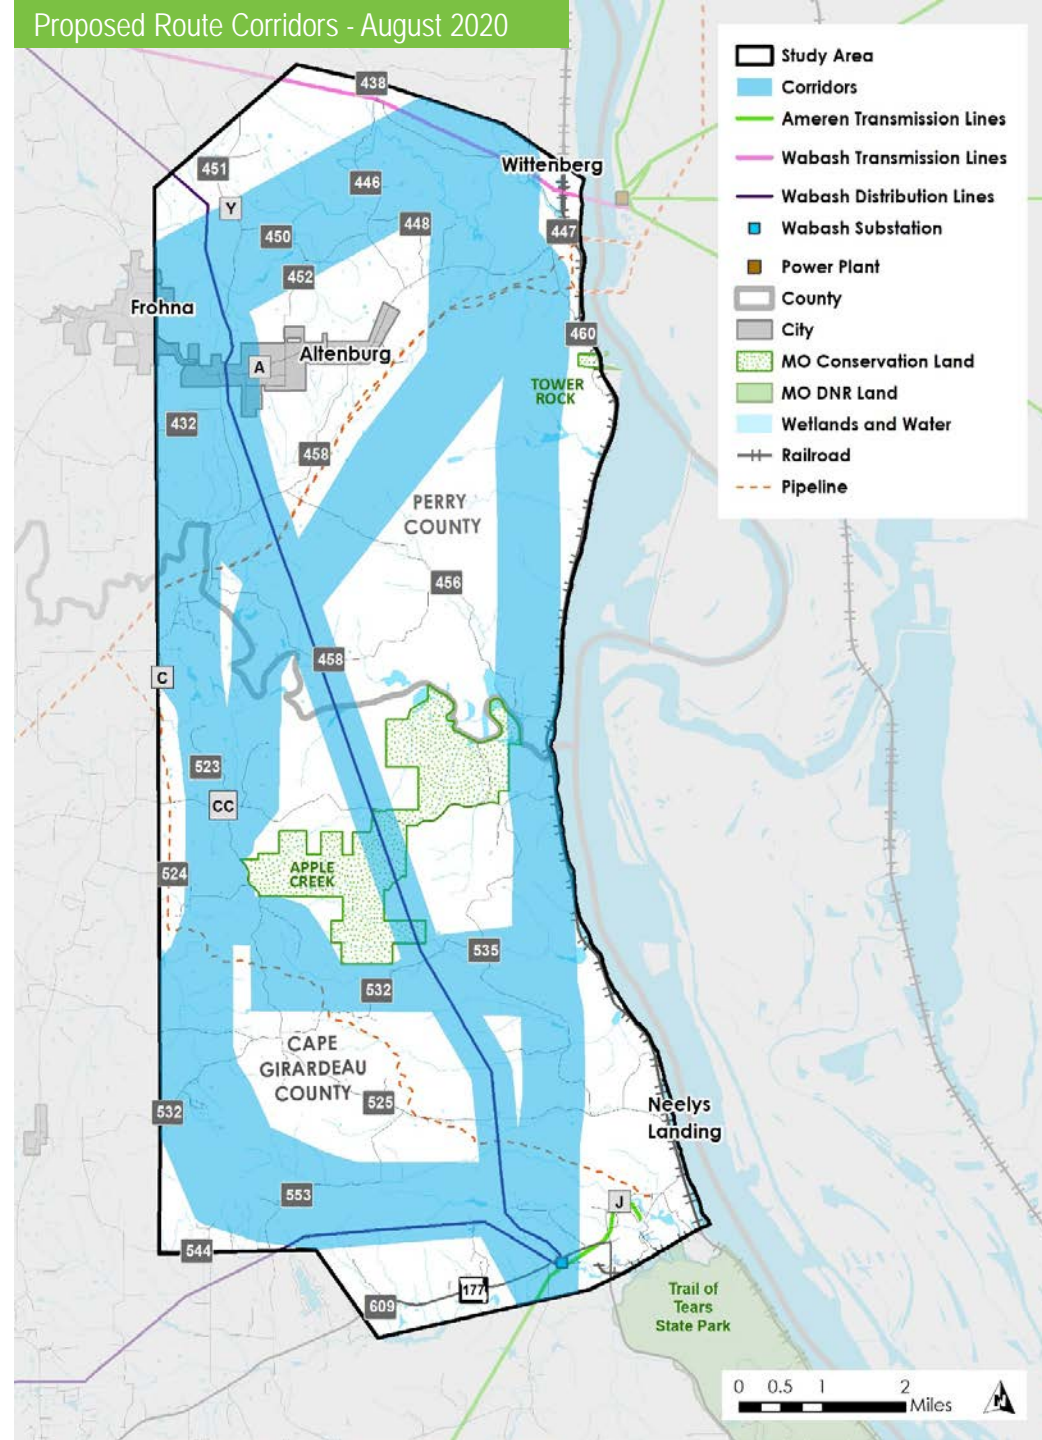 Proposed Route Corridors - August 2020
Study Area
Corridors
Ameren Transmission Lines
Wabash Transmission Lines
Wabash Distribution Lines
Wabash Substation
Power Plant
County
City
MO Conservation Land
MO DNR Land
Wetlands and Water
Railroad
Pipeline
438
Wittenberg
451
446
Y
448
450
447
452
Frohna
460
Altenburg
A
TOWER
ROCK
432
458
PERRY
COUNTY
456
458
C
523
CC
APPLE
CREEK
524
535
532
CAPE
GIRARDEAU
COUNTY
525
532
Neelys
Landing
553
J
544
177
609
Trail of
Tears
State Park
0 0.5 1 2
Miles
N